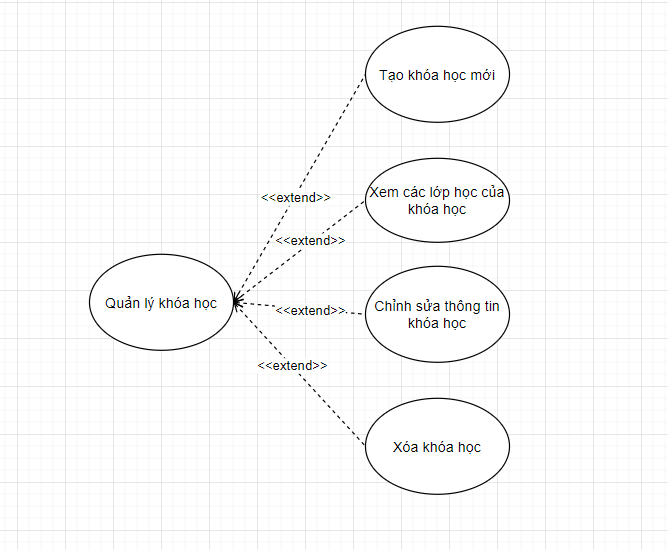 Tạo khóa học mới
<<extend>>
Xem các lớp học của
khóa học
<<extend>>
Quản lý khóa học
<<extend>>
Chỉnh sửa thông tin
khóa học
<<extend>>
Xóa khóa học